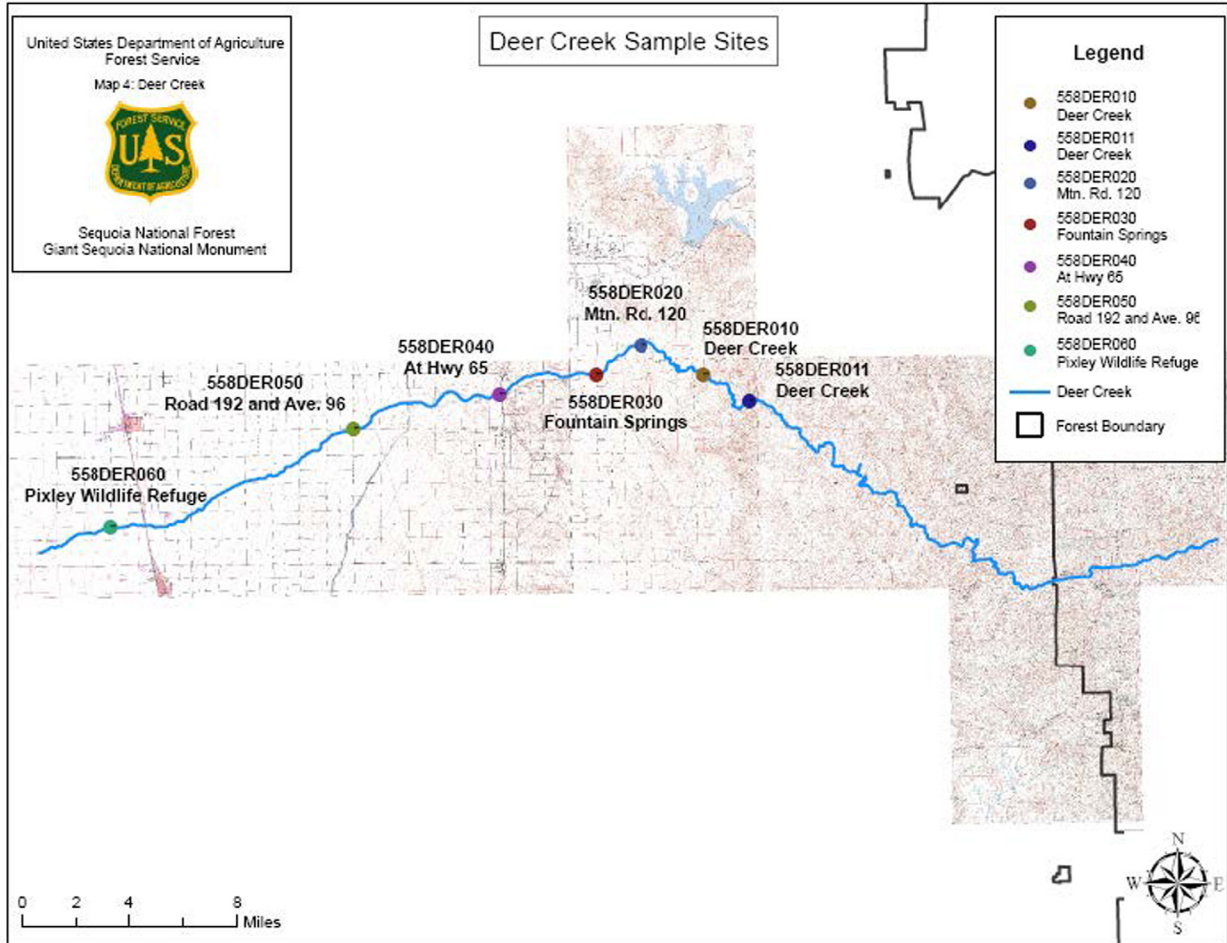 United States Department of Agriculture
Forest Service
Map 4: Deer Creek
FOREST SERVICE
U S
DEPARTMENT OF AGRICULTURE
Sequoia National Forest
Giant Sequoia National Monument
Deer Creek Sample Sites
Legend
558DER010
Deer Creek
558DER011
Deer Creek
558DER020
Mtn. Rd. 120
558DER030
Fountain Springs
558DER040
At Hwy 65
558DER050
Road 192 and Ave. 96
558DER060
Pixley Wildlife Refuge
Deer Creek
Forest Boundary
558DER020
Mtn. Rd. 120
558DER010
Deer Creek
558DER011
Deer Creek
558DER040
At Hwy 65
558DER030
Fountain Springs
558DER050
Road 192 and Ave. 96
558DER060
Pixley Wildlife Refuge
0 2 4 8
Miles
N
W E
S